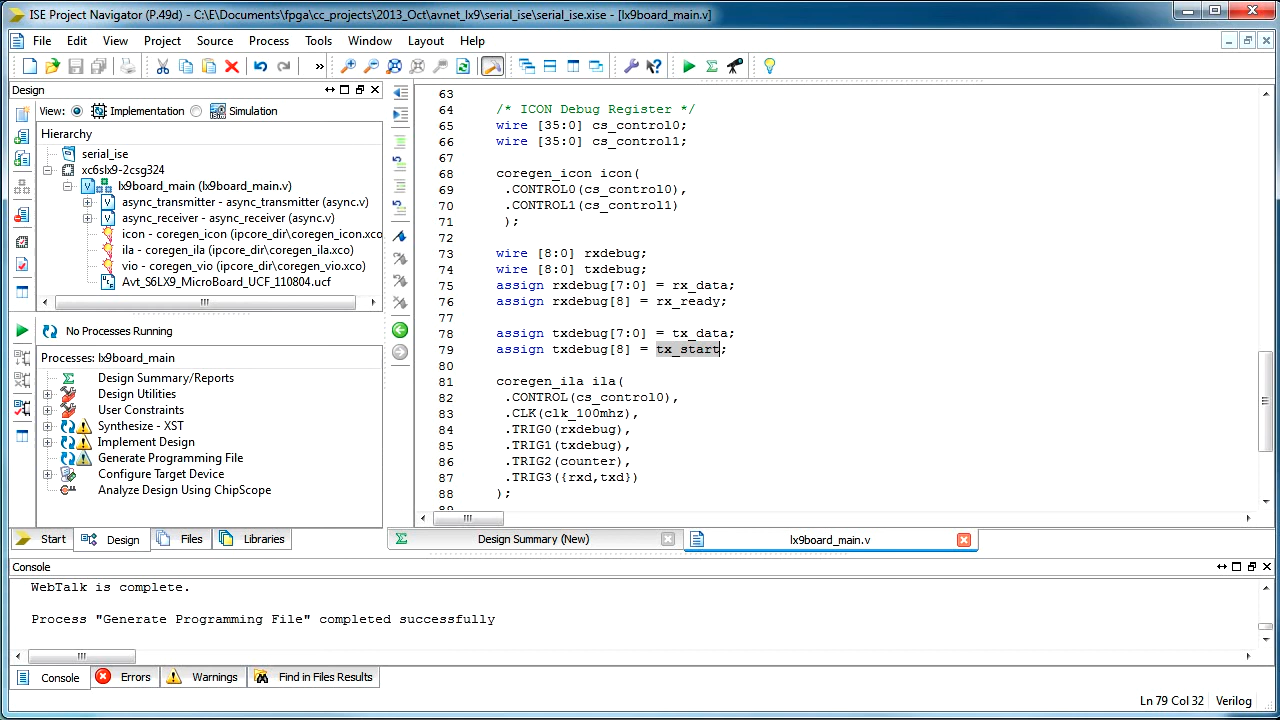 ISE Project Navigator (P.49d) - C:\E\Documents\fpga\cc_projects\2013_Oct\avnet_lx9\serial_ise\serial_ise.xise - [lx9board_main.v]
File Edit View Project Source Process Tools Window Layout Help
»
Design
View: Implementation Simulation
Hierarchy
serial_ise
xc6slx9-2csg324
lx9board_main (lx9board_main.v)
async_transmitter - async_transmitter (async.v)
async_receiver - async_receiver (async.v)
icon - coregen_icon (ipcore_dir\coregen_icon.xco
ila - coregen_ila (ipcore_dir\coregen_ila.xco)
vio - coregen_vio (ipcore_dir\coregen_vio.xco)
Avt_S6LX9_MicroBoard_UCF_110804.ucf
No Processes Running
Processes: lx9board_main
Design Summary/Reports
Design Utilities
User Constraints
Synthesize - XST
Implement Design
Generate Programming File
Configure Target Device
Analyze Design Using ChipScope
Start Design Files Libraries
63
64 /* ICON Debug Register */
65 wire [35:0] cs_control0;
66 wire [35:0] cs_control1;
67
68 coregen_icon icon(
69 .CONTROL0(cs_control0),
70 .CONTROL1(cs_control1)
71 );
72
73 wire [8:0] rxdebug;
74 wire [8:0] txdebug;
75 assign rxdebug[7:0] = rx_data;
76 assign rxdebug[8] = rx_ready;
77
78 assign txdebug[7:0] = tx_data;
79 assign txdebug[8] = tx_start;
80
81 coregen_ila ila(
82 .CONTROL(cs_control0),
83 .CLK(clk_100mhz),
84 .TRIG0(rxdebug),
85 .TRIG1(txdebug),
86 .TRIG2(counter),
87 .TRIG3({rxd,txd})
88 );
89
Design Summary (New) lx9board_main.v
Console
WebTalk is complete.
Process "Generate Programming File" completed successfully
Console Errors Warnings Find in Files Results
Ln 79 Col 32 Verilog